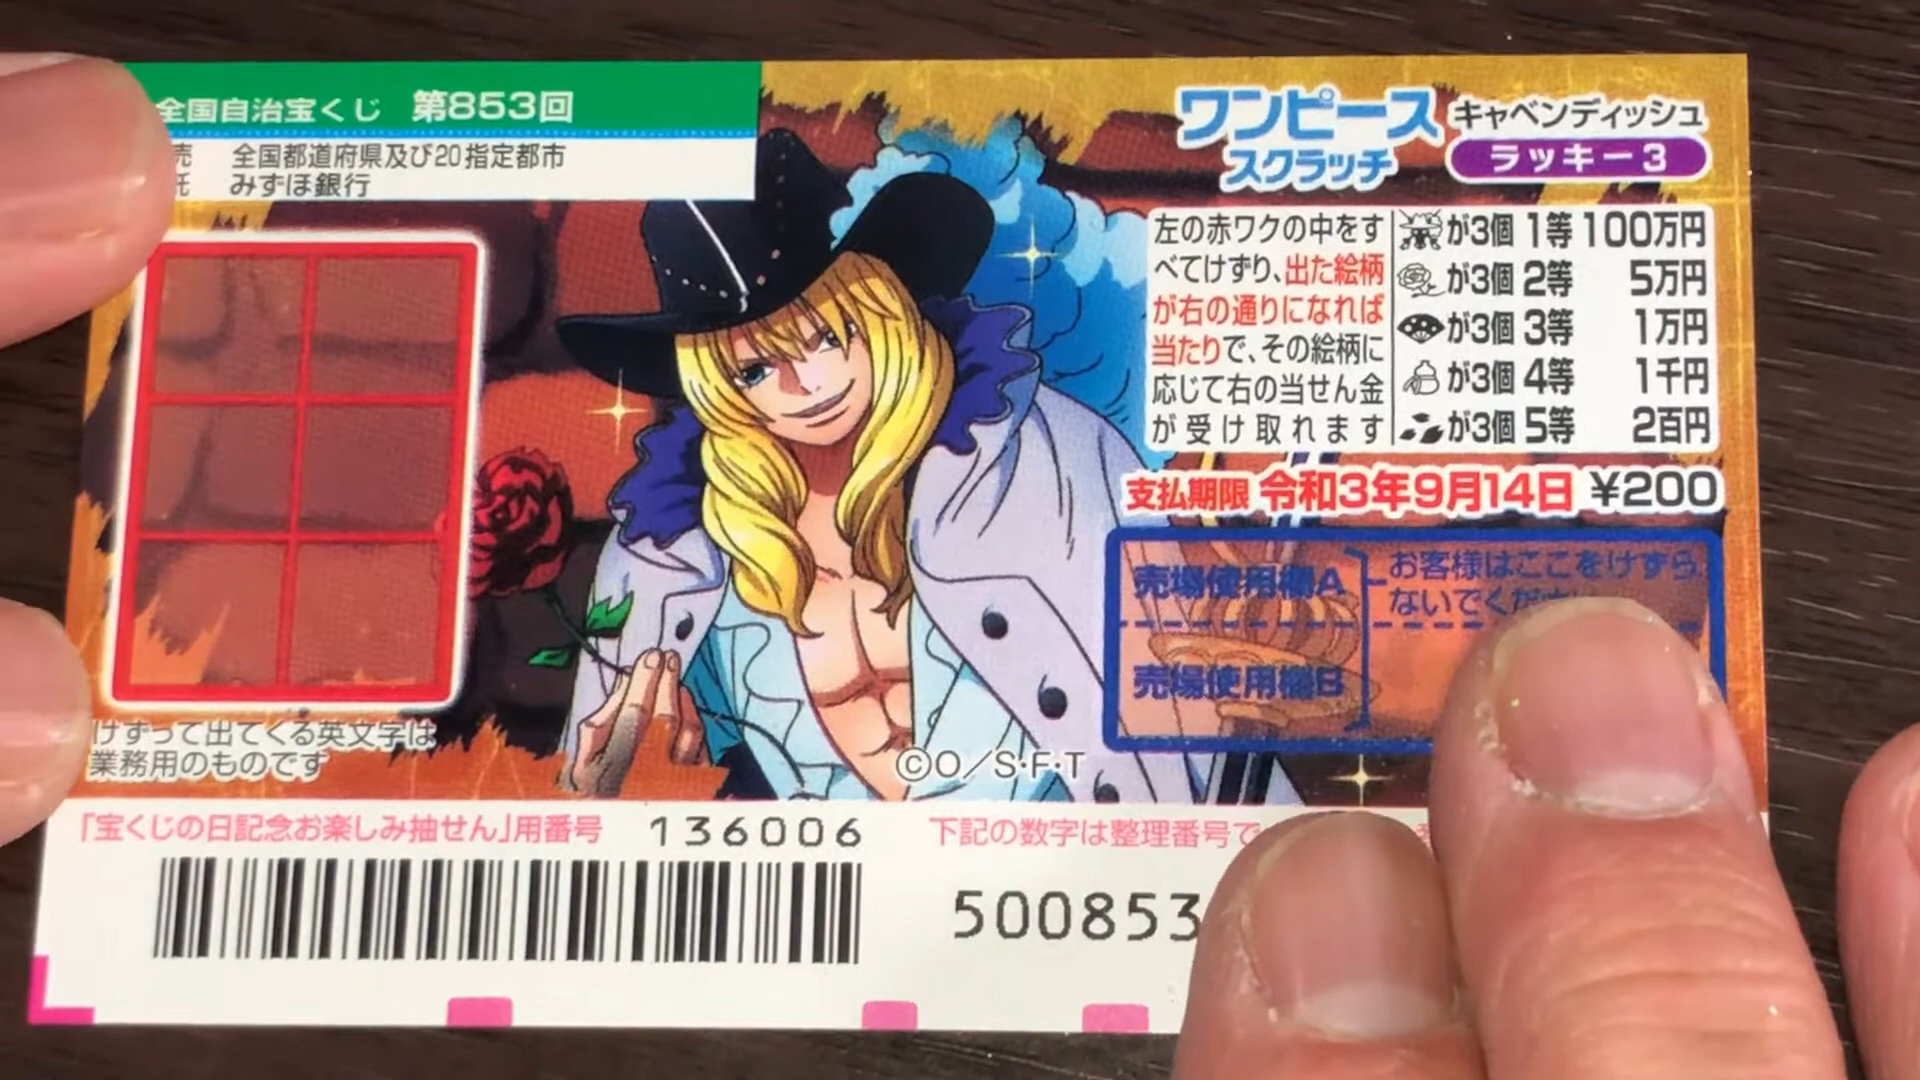 全国自治宝くじ 第853回
売 全国都道府県及び20指定都市
託 みずほ銀行
ワンピース
スクラッチ
キャベンディッシュ
ラッキー3
左の赤ワクの中をす
べてけずり、出た絵柄
が右の通りになれば
当たりで、その絵柄に
応じて右の当せん金
が受け取れます
が3個 1等 100万円
が3個 2等 5万円
が3個 3等 1万円
が3個 4等 1千円
が3個 5等 2百円
支払期限 令和3年9月14日 ¥200
売場使用欄A
お客様はここをけずら
ないでくださ
売場使用欄B
けずって出てくる英文字は
業務用のものです
©O/S・F・T
「宝くじの日記念お楽しみ抽せん」用番号 136006
下記の数字は整理番号で
500853